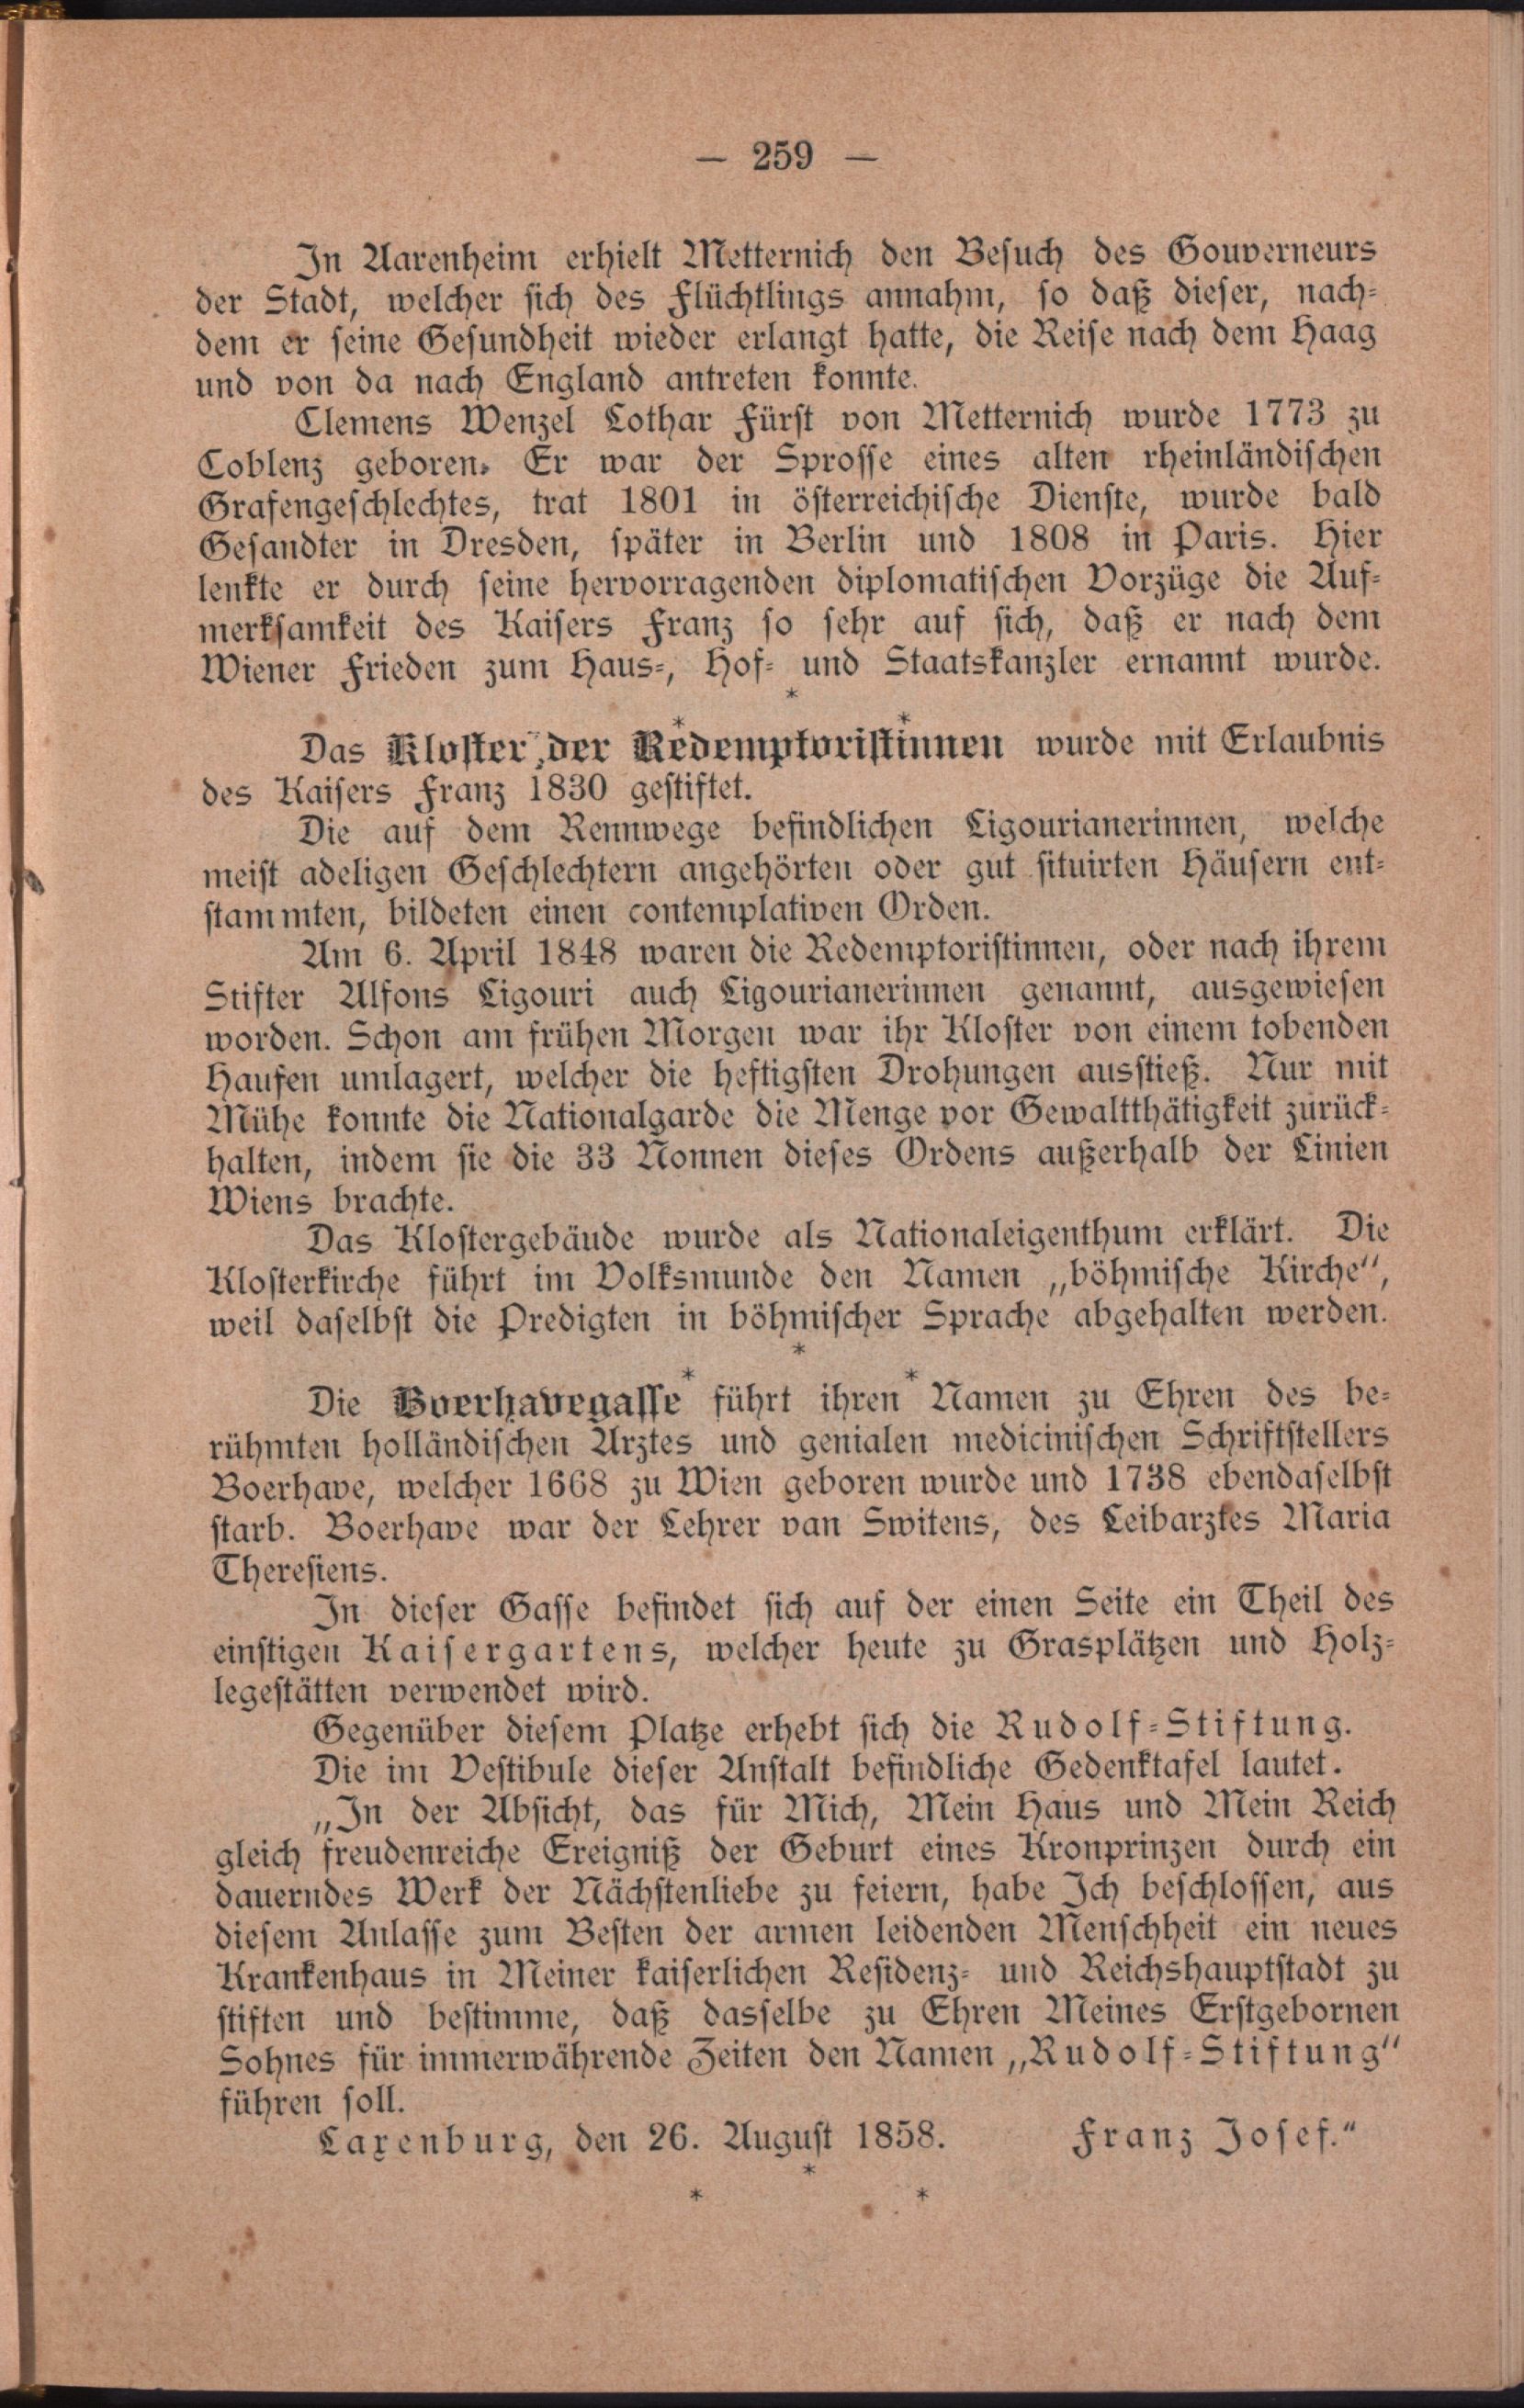 — 259 —
In Aarenheim erhielt Metternich den Besuch des Gouverneurs
der Stadt, welcher sich des Flüchtlings annahm, so daß dieser, nach-
dem er seine Gesundheit wieder erlangt hatte, die Reise nach dem Haag
und von da nach England antreten konnte.
Clemens Wenzel Lothar Fürst von Metternich wurde 1773 zu
Coblenz geboren. Er war der Sprosse eines alten rheinländischen
Grafengeschlechtes, trat 1801 in österreichische Dienste, wurde bald
Gesandter in Dresden, später in Berlin und 1808 in Paris. Hier
lenkte er durch seine hervorragenden diplomatischen Vorzüge die Auf-
merksamkeit des Kaisers Franz so sehr auf sich, daß er nach dem
Wiener Frieden zum Haus-, Hof- und Staatskanzler ernannt wurde.
*
* *
Das Kloster der Redemptoristinnen wurde mit Erlaubnis
des Kaisers Franz 1830 gestiftet.
Die auf dem Rennwege befindlichen Ligourianerinnen, welche
meist adeligen Geschlechtern angehörten oder gut situirten Häusern ent-
stammten, bildeten einen contemplativen Orden.
Am 6. April 1848 waren die Redemptoristinnen, oder nach ihrem
Stifter Alfons Ligouri auch Ligourianerinnen genannt, ausgewiesen
worden. Schon am frühen Morgen war ihr Kloster von einem tobenden
Haufen umlagert, welcher die heftigsten Drohungen ausstieß. Nur mit
Mühe konnte die Nationalgarde die Menge vor Gewaltthätigkeit zurück-
halten, indem sie die 33 Nonnen dieses Ordens außerhalb der Linien
Wiens brachte.
Das Klostergebäude wurde als Nationaleigenthum erklärt. Die
Klosterkirche führt im Volksmunde den Namen „böhmische Kirche“,
weil daselbst die Predigten in böhmischer Sprache abgehalten werden.
*
* *
Die Boerhavegasse führt ihren Namen zu Ehren des be-
rühmten holländischen Arztes und genialen medicinischen Schriftstellers
Boerhave, welcher 1668 zu Wien geboren wurde und 1738 ebendaselbst
starb. Boerhave war der Lehrer van Switens, des Leibarztes Maria
Theresiens.
In dieser Gasse befindet sich auf der einen Seite ein Theil des
einstigen Kaisergartens, welcher heute zu Grasplätzen und Holz-
legestätten verwendet wird.
Gegenüber diesem Platze erhebt sich die Rudolf-Stiftung.
Die im Vestibule dieser Anstalt befindliche Gedenktafel lautet.
„In der Absicht, das für Mich, Mein Haus und Mein Reich
gleich freudenreiche Ereigniß der Geburt eines Kronprinzen durch ein
dauerndes Werk der Nächstenliebe zu feiern, habe Ich beschlossen, aus
diesem Anlasse zum Besten der armen leidenden Menschheit ein neues
Krankenhaus in Meiner kaiserlichen Residenz- und Reichshauptstadt zu
stiften und bestimme, daß dasselbe zu Ehren Meines Erstgebornen
Sohnes für immerwährende Zeiten den Namen „Rudolf-Stiftung“
führen soll.
Laxenburg, den 26. August 1858. Franz Josef.“
*
* *